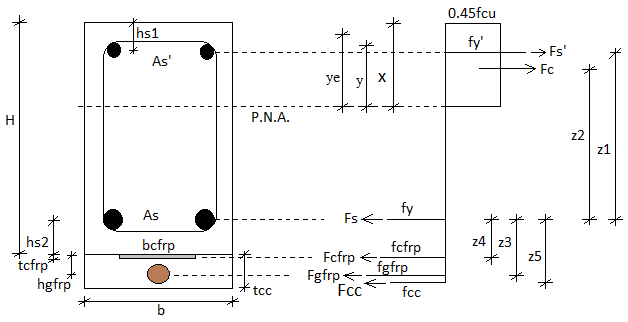 0.45fcu
hs1
As'
fy'
Fs'
Fc
ye
y
x
H
P.N.A.
z2
z1
As
Fs
fy
hs2
bcfrp
tcfrp
Fcfrp
fcfrp
z4
z3
z5
hgfrp
Fgfrp
fgfrp
tcc
Fcc
fcc
b